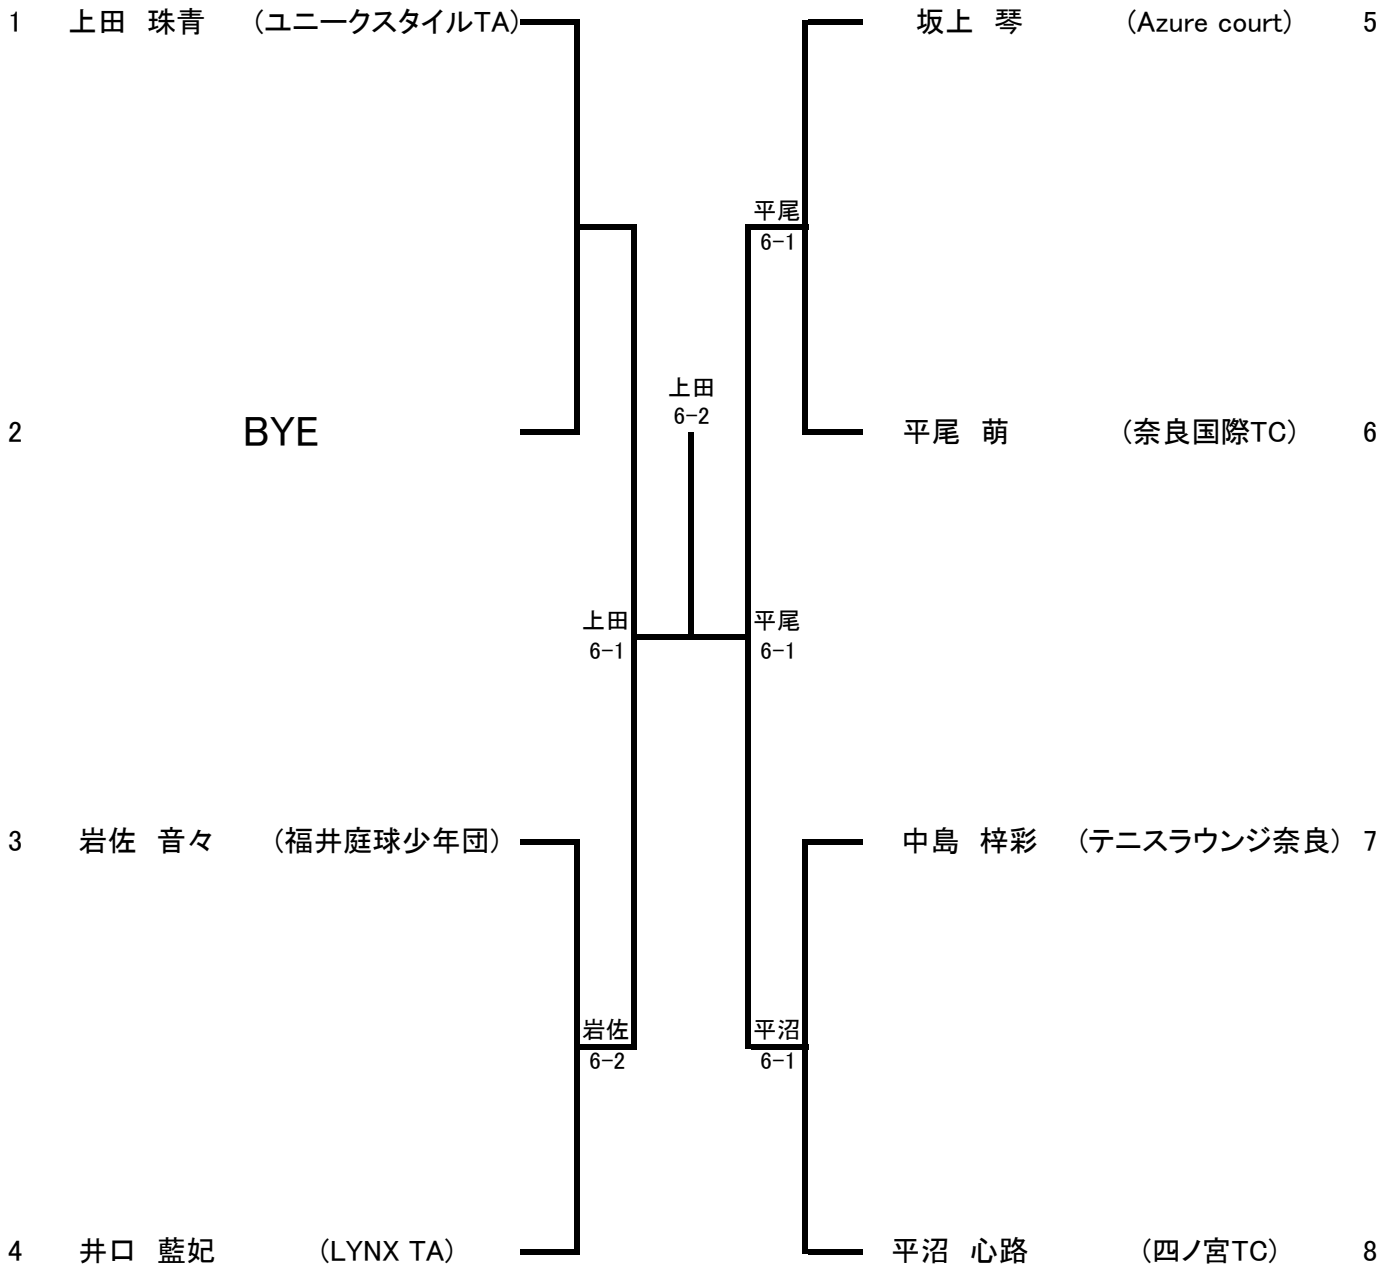 1 上田 珠青 (ユニークスタイルTA)
坂上 琴 (Azure court) 5
平尾
6-1
上田
6-2
2 BYE
平尾 萌 (奈良国際TC) 6
上田
6-1
平尾
6-1
3 岩佐 音々 (福井庭球少年団)
中島 梓彩 (テニスラウンジ奈良) 7
岩佐
6-2
平沼
6-1
4 井口 藍妃 (LYNX TA)
平沼 心路 (四ノ宮TC) 8